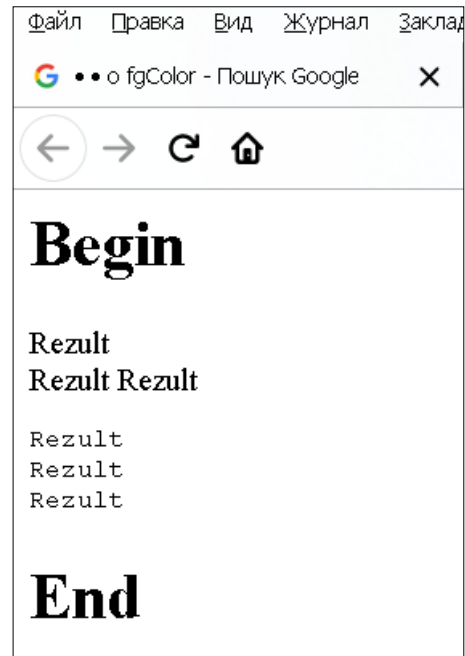 Файл Правка Вид Журнал Заклад
•• о fgColor - Пошук Google
Begin
Rezult
Rezult Rezult
Rezult
Rezult
Rezult
End